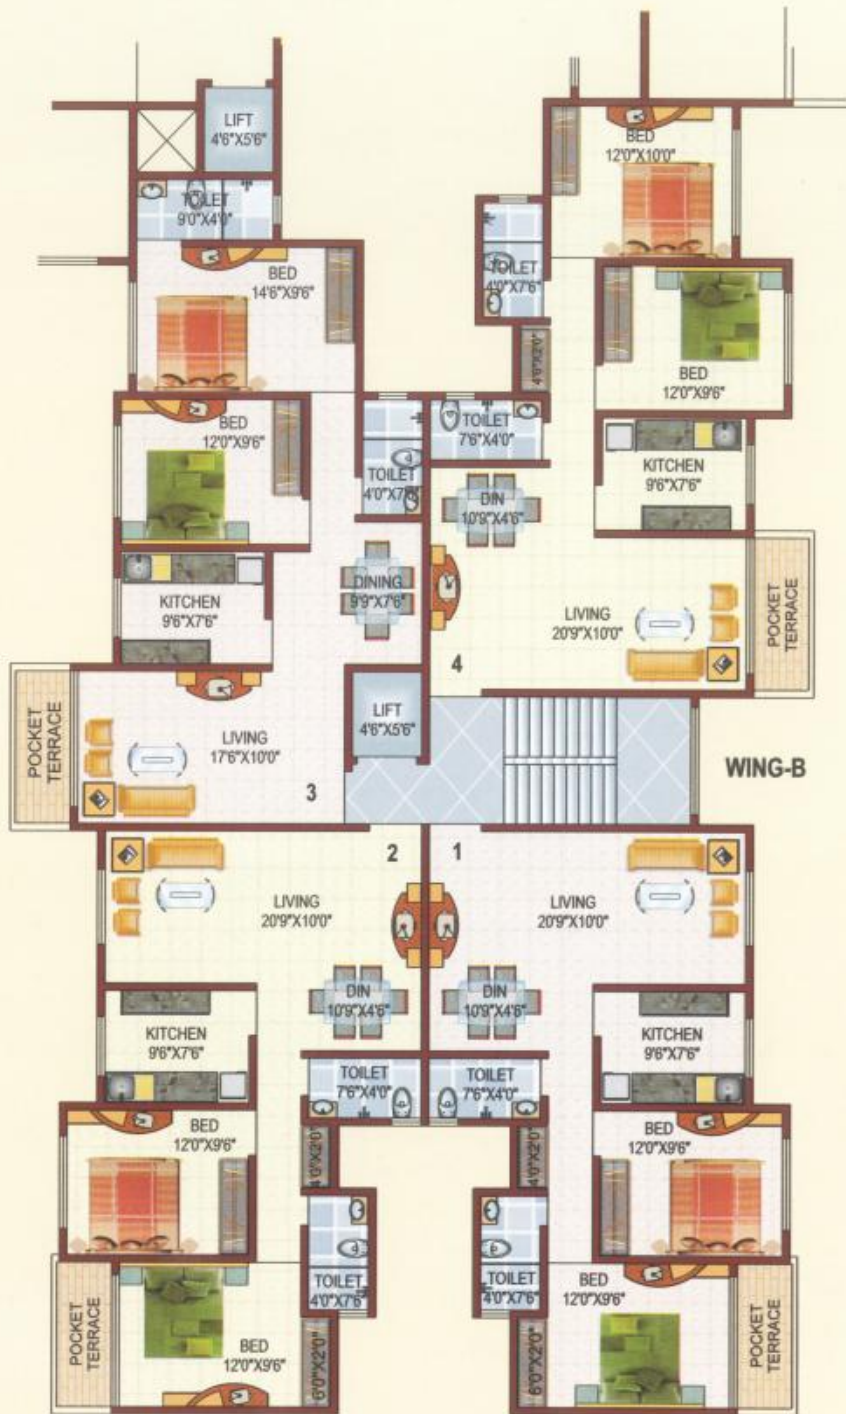 LIFT
4'6"X5'6"
TOILET
9'0"X4'0"
BED
14'6"X9'6"
BED
12'0"X9'6"
TOILET
4'0"X7'6"
KITCHEN
9'6"X7'6"
DINING
9'9"X7'6"
POCKET
TERRACE
LIVING
17'6"X10'0"
3
LIFT
4'6"X5'6"
BED
12'0"X10'0"
TOILET
4'0"X7'6"
BED
12'0"X9'6"
TOILET
7'6"X4'0"
KITCHEN
9'6"X7'6"
DIN
10'9"X4'6"
LIVING
20'9"X10'0"
POCKET
TERRACE
4
WING-B
2
LIVING
20'9"X10'0"
DIN
10'9"X4'6"
KITCHEN
9'6"X7'6"
TOILET
7'6"X4'0"
BED
12'0"X9'6"
4'0"X2'0"
TOILET
4'0"X7'6"
POCKET
TERRACE
BED
12'0"X9'6"
6'0"X2'0"
1
LIVING
20'9"X10'0"
DIN
10'9"X4'6"
KITCHEN
9'6"X7'6"
TOILET
7'6"X4'0"
BED
12'0"X9'6"
4'0"X2'0"
TOILET
4'0"X7'6"
BED
12'0"X9'6"
6'0"X2'0"
POCKET
TERRACE